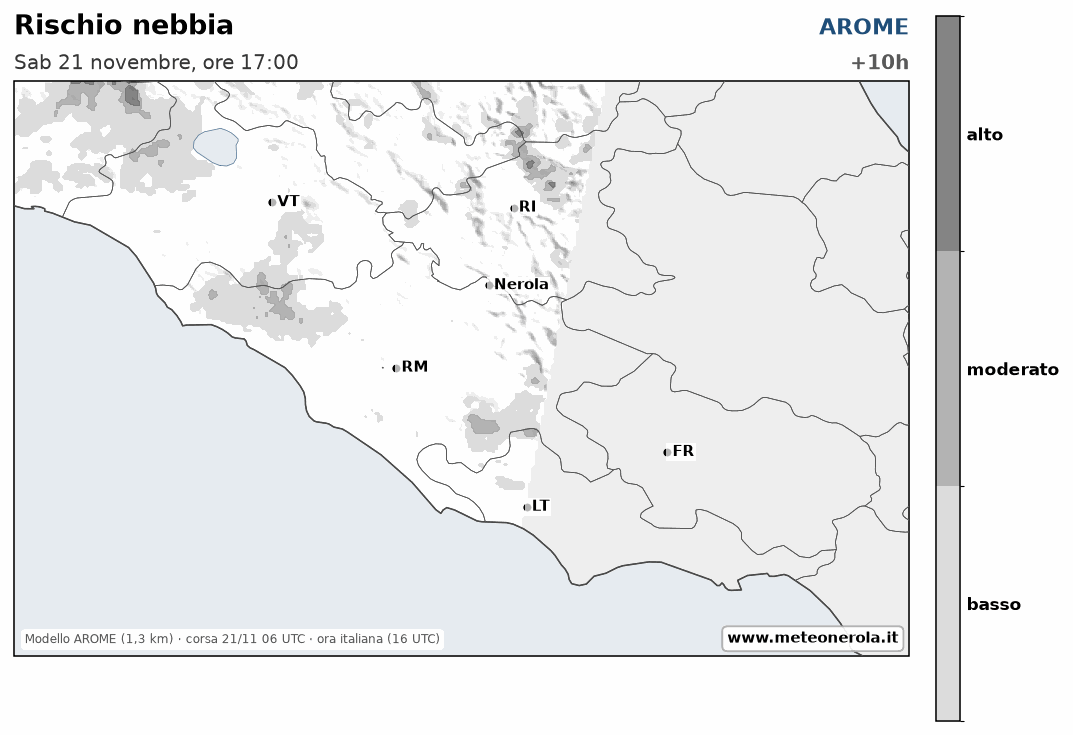 Rischio nebbia
AROME
Sab 21 novembre, ore 17:00
+10h
alto
VT
RI
Nerola
RM
moderato
FR
LT
basso
Modello AROME (1,3 km) · corsa 21/11 06 UTC · ora italiana (16 UTC)
www.meteonerola.it